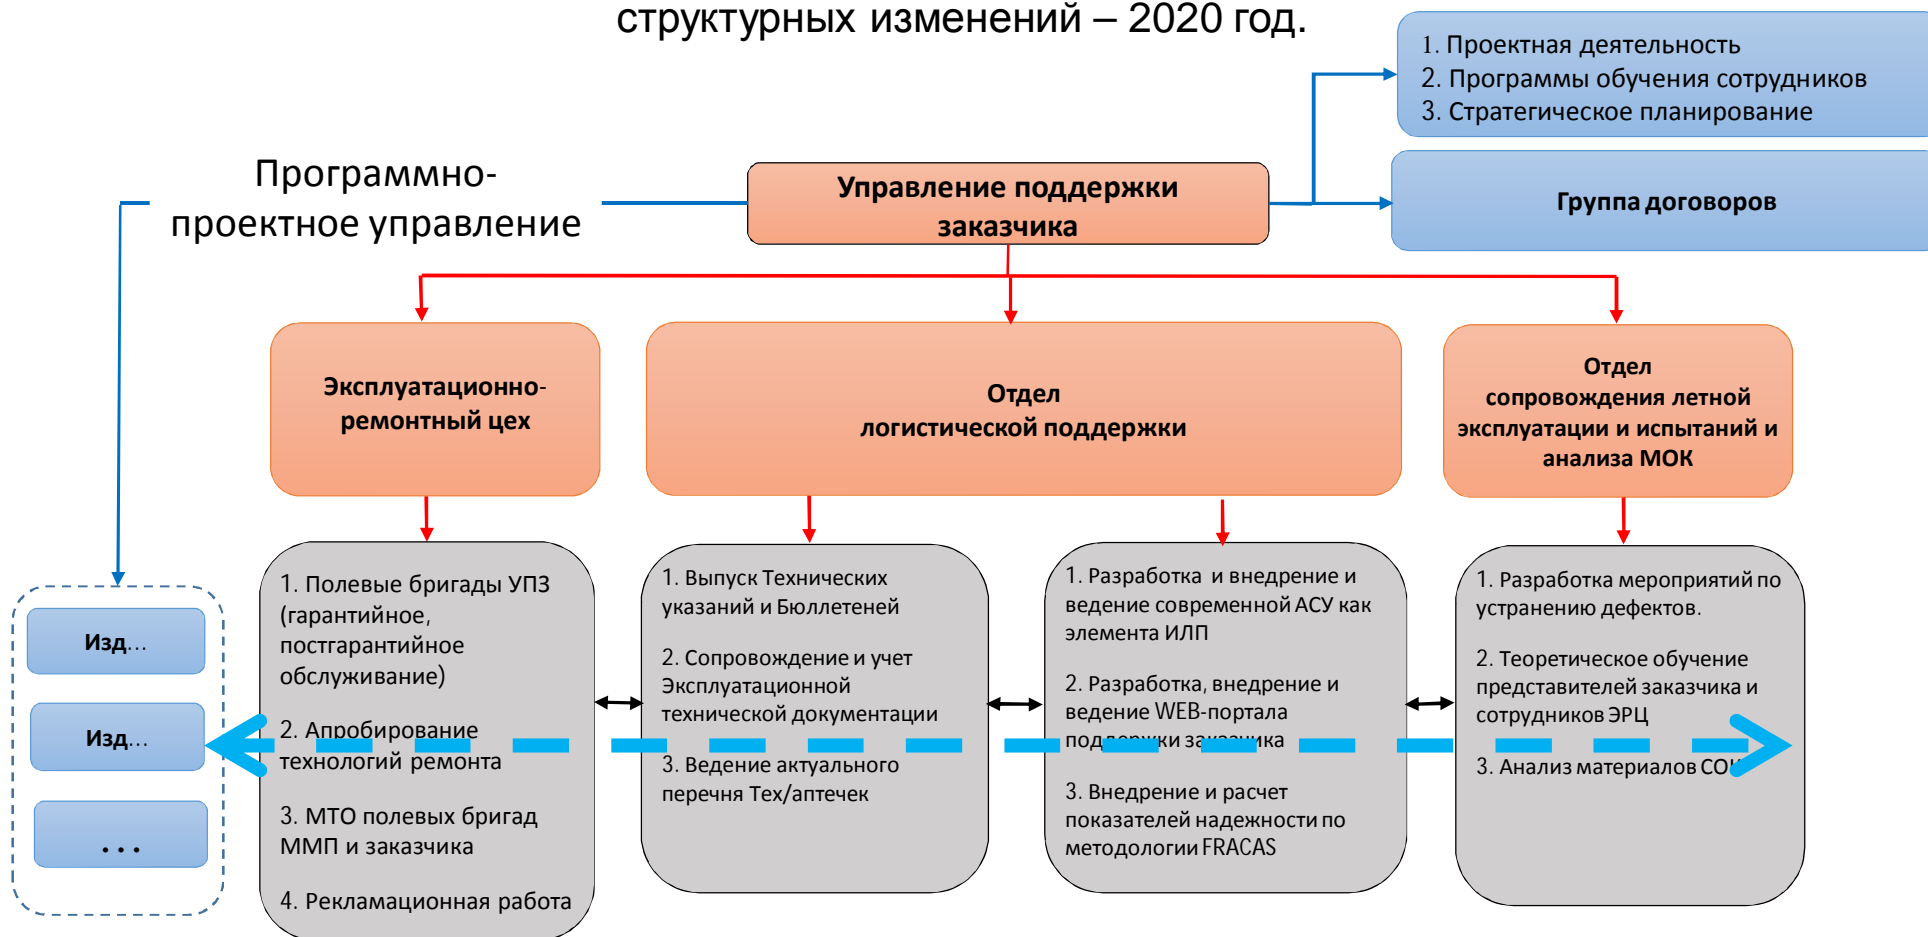 структурных изменений – 2020 год.
1. Проектная деятельность
2. Программы обучения сотрудников
3. Стратегическое планирование
Программно-
проектное управление
Управление поддержки
заказчика
Группа договоров
Эксплуатационно-
ремонтный цех
Отдел
логистической поддержки
Отдел
сопровождения летной
эксплуатации и испытаний и
анализа МОК
Изд...
Изд...
...
1. Полевые бригады УПЗ
(гарантийное,
постгарантийное
обслуживание)
2. Апробирование
технологий ремонта
3. МТО полевых бригад
ММП и заказчика
4. Рекламационная работа
1. Выпуск Технических
указаний и Бюллетеней
2. Сопровождение и учет
Эксплуатационной
технической документации
3. Ведение актуального
перечня Тех/аптечек
1. Разработка и внедрение и
ведение современной АСУ как
элемента ИЛП
2. Разработка, внедрение и
ведение WEB-портала
поддержки заказчика
3. Внедрение и расчет
показателей надежности по
методологии FRACAS
1. Разработка мероприятий по
устранению дефектов.
2. Теоретическое обучение
представителей заказчика и
сотрудников ЭРЦ
3. Анализ материалов